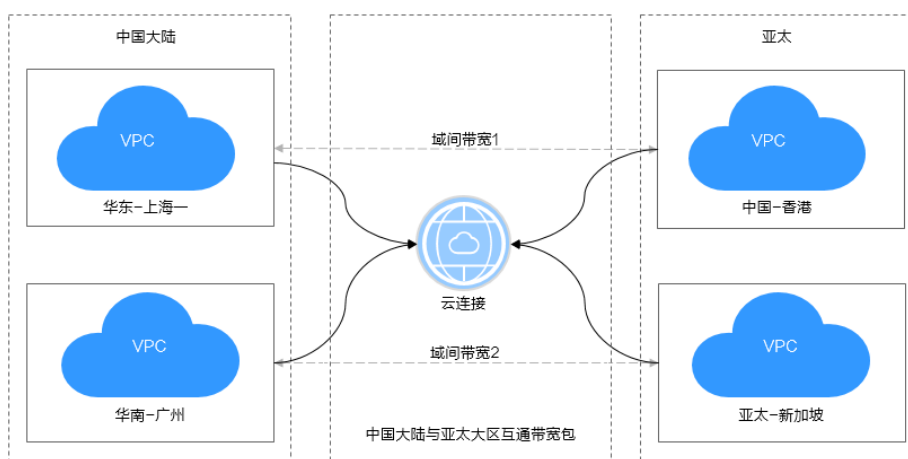 中国大陆
亚太
VPC
VPC
域间带宽1
华东-上海一
中国-香港
云连接
VPC
VPC
域间带宽2
华南-广州
亚太-新加坡
中国大陆与亚太大区互通带宽包